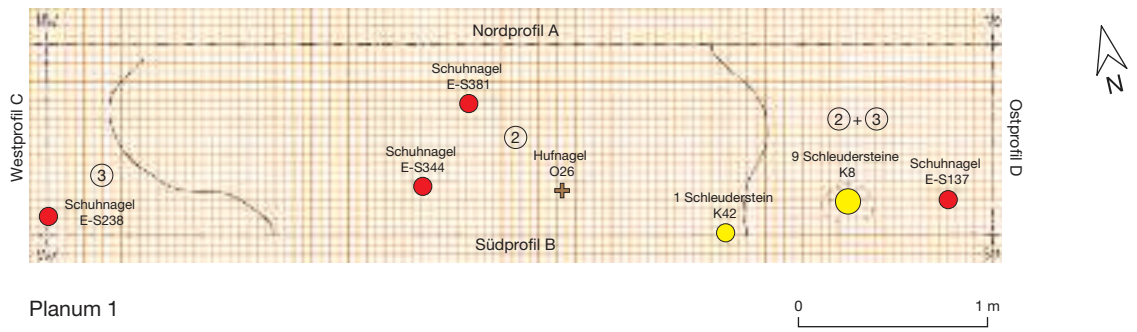 Nordprofil A
Schuhnagel
E-S381
Westprofil C
Ostprofil D
2 + 3
2
Schuhnagel
E-S344
Hufnagel
O26
9 Schleudersteine
K8
Schuhnagel
E-S137
3
Schuhnagel
E-S238
1 Schleuderstein
K42
Südprofil B
N
Planum 1
0 1 m